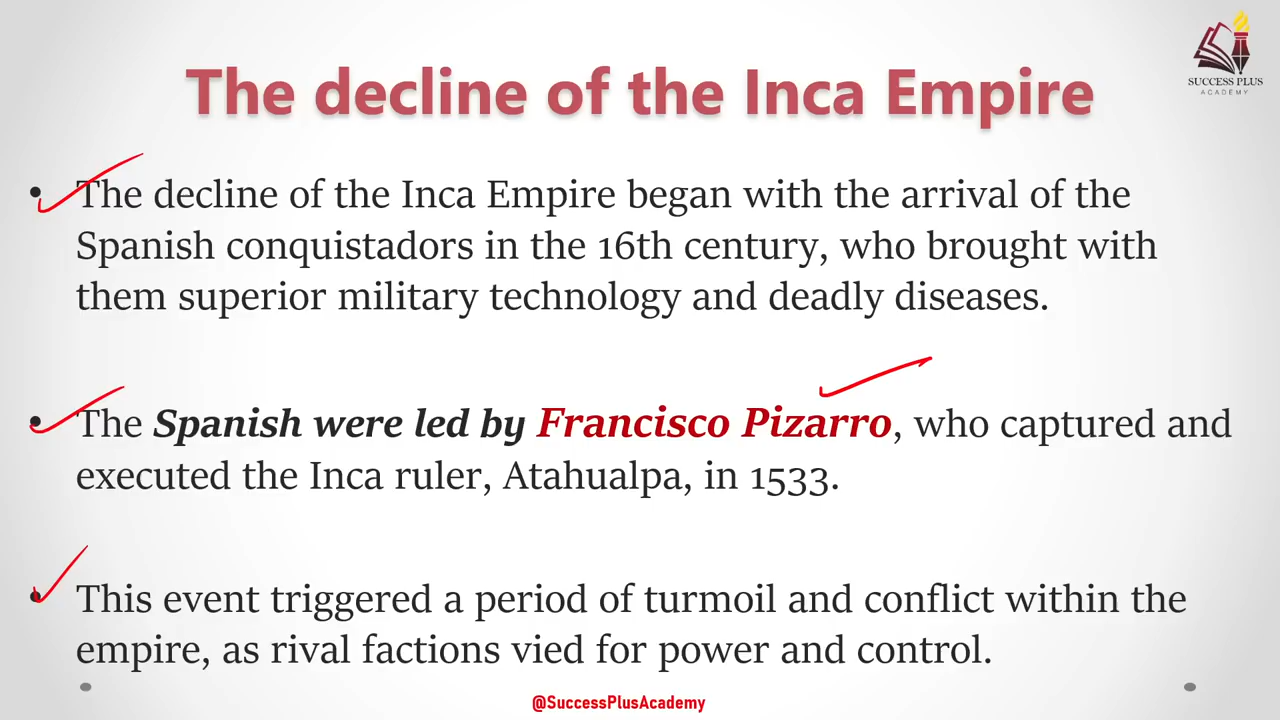 SUCCESS PLUS
ACADEMY
The decline of the Inca Empire
• The decline of the Inca Empire began with the arrival of the
Spanish conquistadors in the 16th century, who brought with
them superior military technology and deadly diseases.
• The Spanish were led by Francisco Pizarro, who captured and
executed the Inca ruler, Atahualpa, in 1533.
• This event triggered a period of turmoil and conflict within the
empire, as rival factions vied for power and control.
@SuccessPlusAcademy